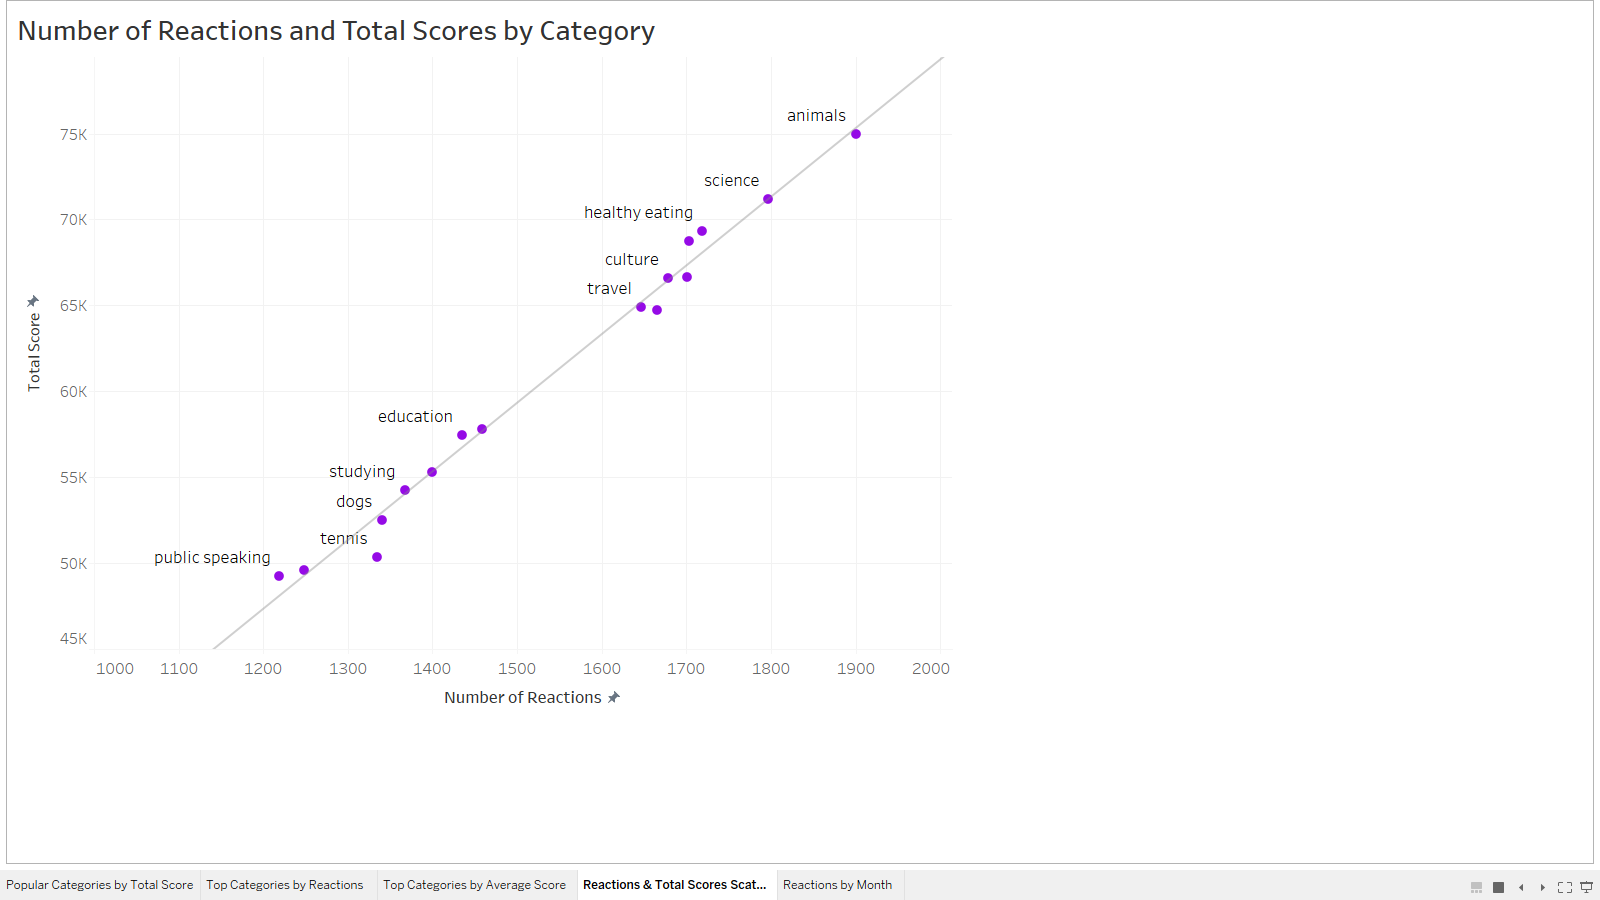 Number of Reactions and Total Scores by Category
animals
75K
science
70K
healthy eating
culture
travel
65K
Total Score
60K
education
studying
55K
dogs
tennis
public speaking
50K
45K
1000 1100 1200 1300 1400 1500 1600 1700 1800 1900 2000
Number of Reactions
Popular Categories by Total Score Top Categories by Reactions Top Categories by Average Score Reactions & Total Scores Scat... Reactions by Month